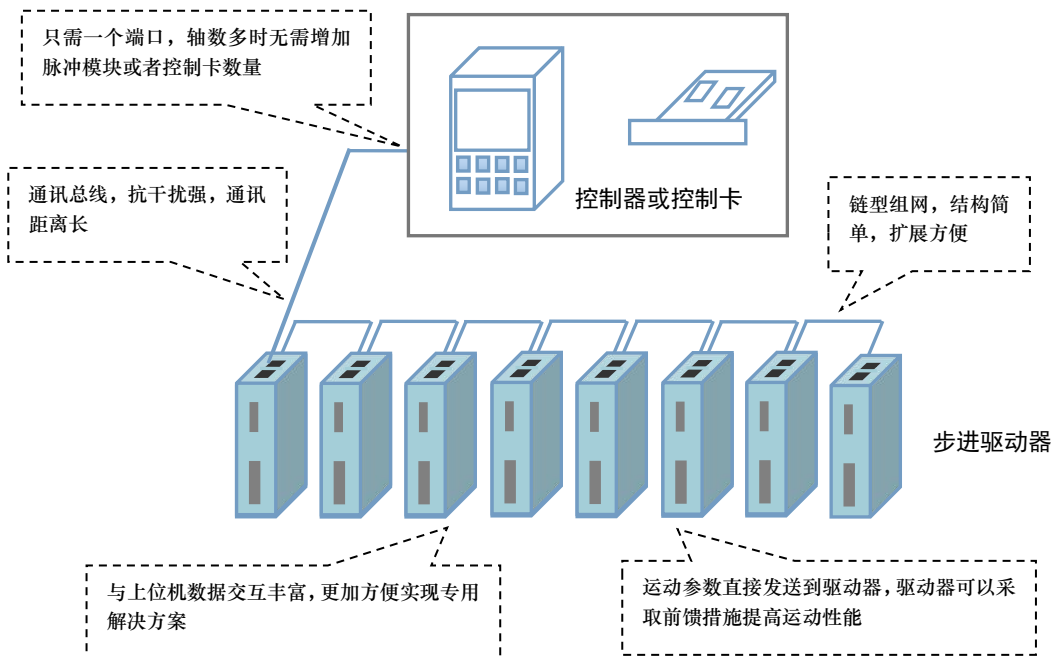 只需一个端口，轴数多时无需增加
脉冲模块或者控制卡数量
控制器或控制卡
通讯总线，抗干扰强，通讯
距离长
链型组网，结构简
单，扩展方便
步进驱动器
与上位机数据交互丰富，更加方便实现专用
解决方案
运动参数直接发送到驱动器，驱动器可以采
取前馈措施提高运动性能